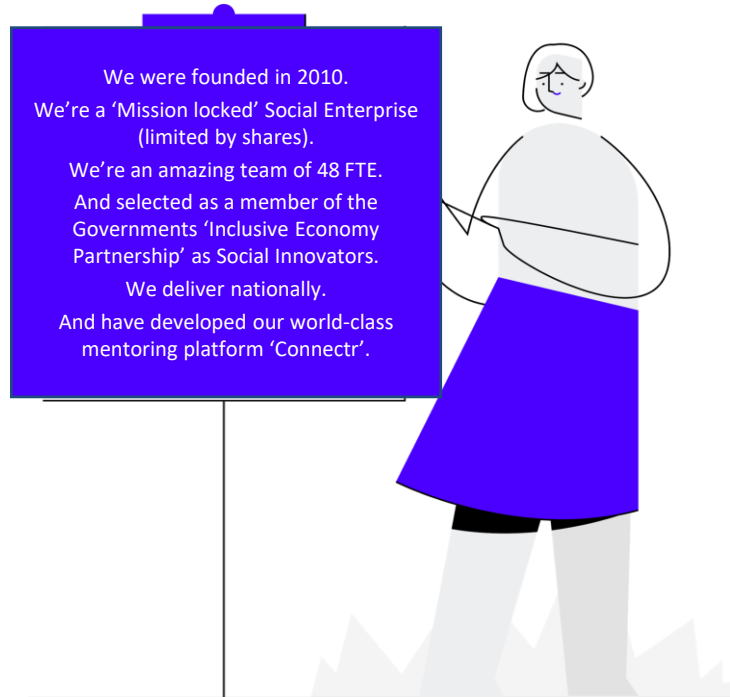 We were founded in 2010.
We’re a ‘Mission locked’ Social Enterprise
(limited by shares).
We’re an amazing team of 48 FTE.
And selected as a member of the
Governments ‘Inclusive Economy
Partnership’ as Social Innovators.
We deliver nationally.
And have developed our world-class
mentoring platform ‘Connectr’.